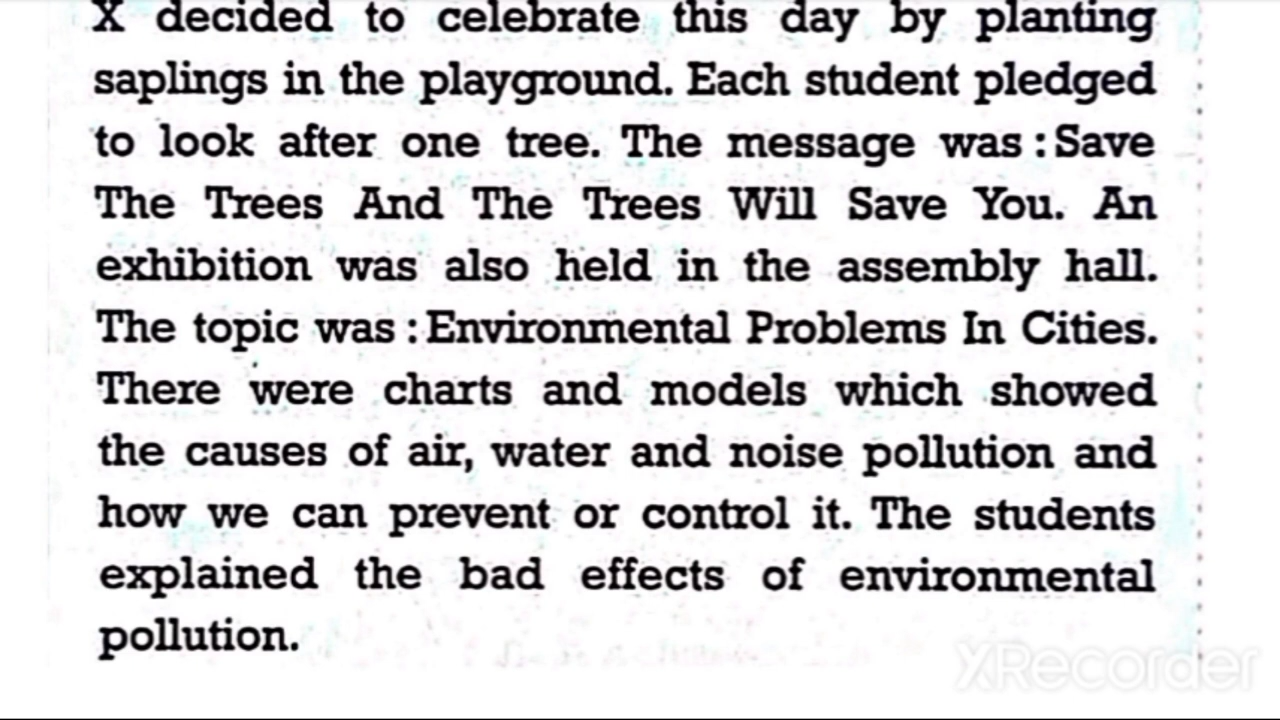 X decided to celebrate this day by planting
saplings in the playground. Each student pledged
to look after one tree. The message was : Save
The Trees And The Trees Will Save You. An
exhibition was also held in the assembly hall.
The topic was : Environmental Problems In Cities.
There were charts and models which showed
the causes of air, water and noise pollution and
how we can prevent or control it. The students
explained the bad effects of environmental
pollution.
XRecorder